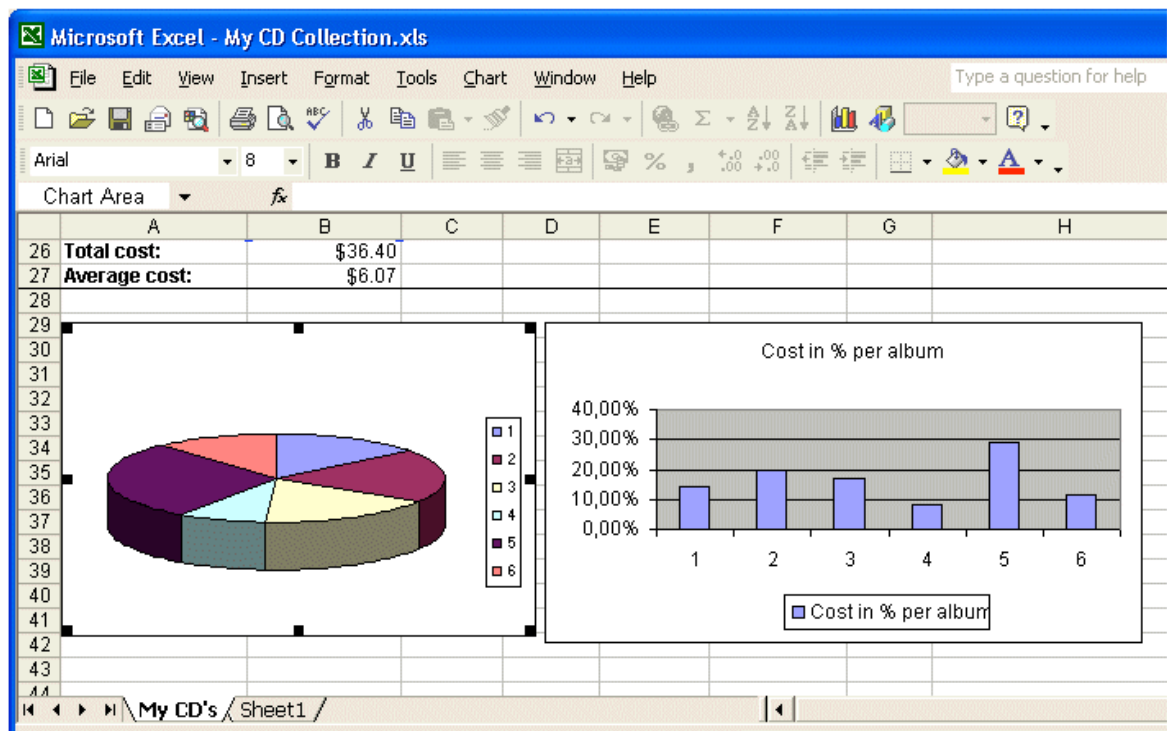 Microsoft Excel - My CD Collection.xls
File Edit View Insert Format Tools Chart Window Help Type a question for help
ABC Σ A Z Z A ?
Arial 8 B I U a % , .00 .00 A
Chart Area fx
A B C D E F G H
26 Total cost: $36.40
27 Average cost: $6.07
28
29
30
31
32
33
34
35
36
37
38
39
40
41
42
43
44
1
2
3
4
5
6
Cost in % per album
40,00%
30,00%
20,00%
10,00%
0,00%
1 2 3 4 5 6
Cost in % per album
My CD's Sheet1